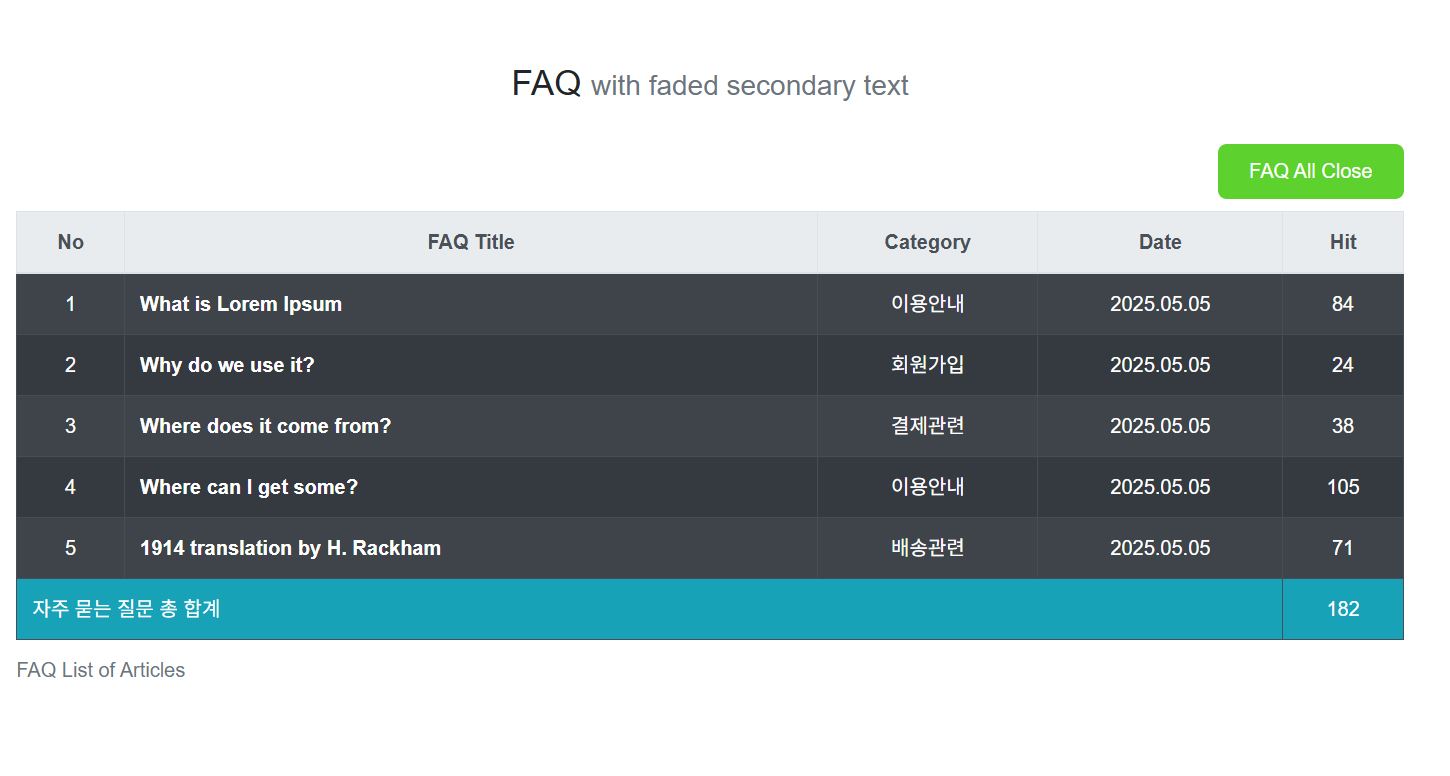 FAQ with faded secondary text
FAQ All Close
No FAQ Title Category Date Hit
1 What is Lorem Ipsum 이용안내 2025.05.05 84
2 Why do we use it? 회원가입 2025.05.05 24
3 Where does it come from? 결제관련 2025.05.05 38
4 Where can I get some? 이용안내 2025.05.05 105
5 1914 translation by H. Rackham 배송관련 2025.05.05 71
자주 묻는 질문 총 합계 182
FAQ List of Articles